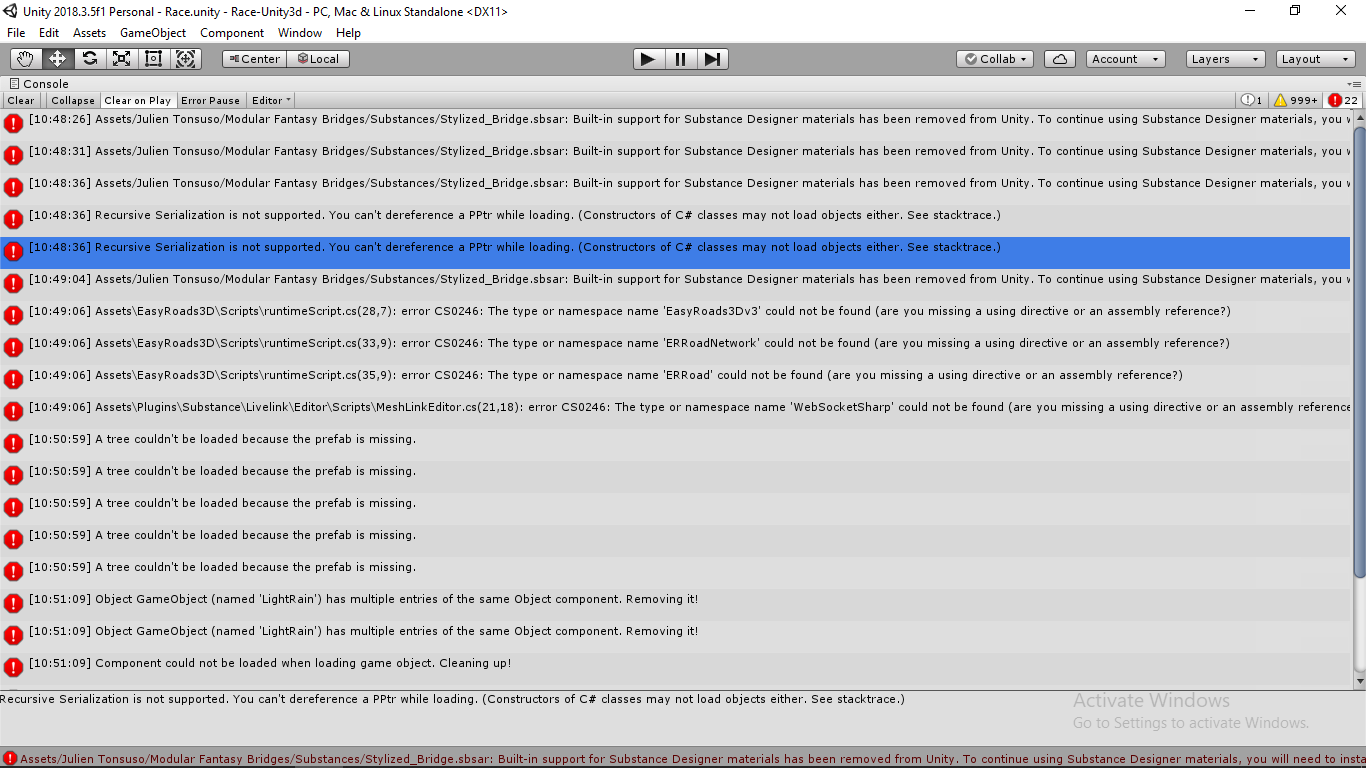 Unity 2018.3.5f1 Personal - Race.unity - Race-Unity3d - PC, Mac & Linux Standalone <DX11>
File Edit Assets GameObject Component Window Help
Center Local Collab Account Layers Layout
Console
Clear Collapse Clear on Play Error Pause Editor 1 999+ 22
[10:48:26] Assets/Julien Tonsuso/Modular Fantasy Bridges/Substances/Stylized_Bridge.sbsar: Built-in support for Substance Designer materials has been removed from Unity. To continue using Substance Designer materials, you
[10:48:31] Assets/Julien Tonsuso/Modular Fantasy Bridges/Substances/Stylized_Bridge.sbsar: Built-in support for Substance Designer materials has been removed from Unity. To continue using Substance Designer materials, you
[10:48:36] Assets/Julien Tonsuso/Modular Fantasy Bridges/Substances/Stylized_Bridge.sbsar: Built-in support for Substance Designer materials has been removed from Unity. To continue using Substance Designer materials, you
[10:48:36] Recursive Serialization is not supported. You can't dereference a PPtr while loading. (Constructors of C# classes may not load objects either. See stacktrace.)
[10:48:36] Recursive Serialization is not supported. You can't dereference a PPtr while loading. (Constructors of C# classes may not load objects either. See stacktrace.)
[10:49:04] Assets/Julien Tonsuso/Modular Fantasy Bridges/Substances/Stylized_Bridge.sbsar: Built-in support for Substance Designer materials has been removed from Unity. To continue using Substance Designer materials, you
[10:49:06] Assets\EasyRoads3D\Scripts\runtimeScript.cs(28,7): error CS0246: The type or namespace name 'EasyRoads3Dv3' could not be found (are you missing a using directive or an assembly reference?)
[10:49:06] Assets\EasyRoads3D\Scripts\runtimeScript.cs(33,9): error CS0246: The type or namespace name 'ERRoadNetwork' could not be found (are you missing a using directive or an assembly reference?)
[10:49:06] Assets\EasyRoads3D\Scripts\runtimeScript.cs(35,9): error CS0246: The type or namespace name 'ERRoad' could not be found (are you missing a using directive or an assembly reference?)
[10:49:06] Assets\Plugins\Substance\Livelink\Editor\Scripts\MeshLinkEditor.cs(21,18): error CS0246: The type or namespace name 'WebSocketSharp' could not be found (are you missing a using directive or an assembly reference
[10:50:59] A tree couldn't be loaded because the prefab is missing.
[10:50:59] A tree couldn't be loaded because the prefab is missing.
[10:50:59] A tree couldn't be loaded because the prefab is missing.
[10:50:59] A tree couldn't be loaded because the prefab is missing.
[10:50:59] A tree couldn't be loaded because the prefab is missing.
[10:51:09] Object GameObject (named 'LightRain') has multiple entries of the same Object component. Removing it!
[10:51:09] Object GameObject (named 'LightRain') has multiple entries of the same Object component. Removing it!
[10:51:09] Component could not be loaded when loading game object. Cleaning up!
Recursive Serialization is not supported. You can't dereference a PPtr while loading. (Constructors of C# classes may not load objects either. See stacktrace.)
Activate Windows
Go to Settings to activate Windows.
Assets/Julien Tonsuso/Modular Fantasy Bridges/Substances/Stylized_Bridge.sbsar: Built-in support for Substance Designer materials has been removed from Unity. To continue using Substance Designer materials, you will need to insta